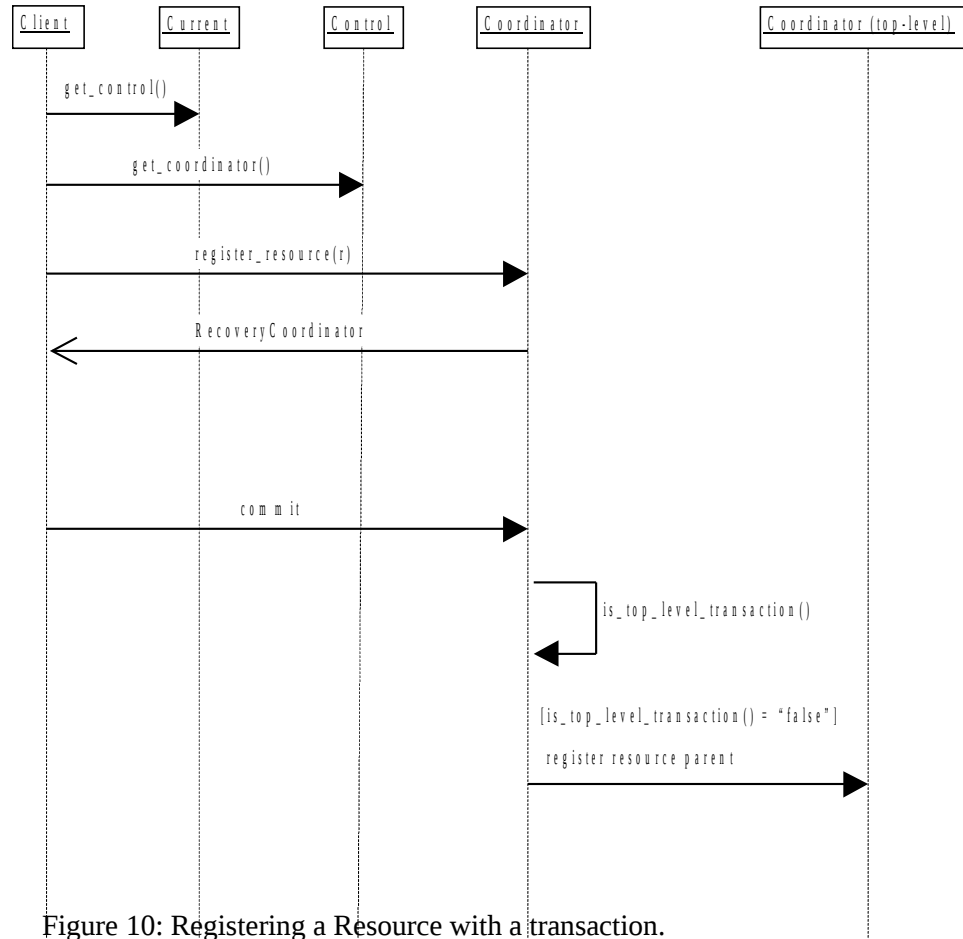 Client Current Control Coordinator Coordinator (top-level)
get_control()
get_coordinator()
register_resource(r)
RecoveryCoordinator
commit
is_top_level_transaction()
[is_top_level_transaction() = “false”]
register resource parent
Figure 10: Registering a Resource with a transaction.